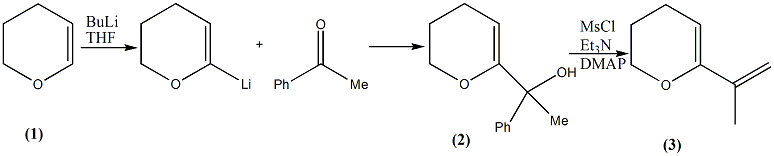 BuLi
THF
O
(1)
O
Li
+
O
Ph
Me
O
OH
Ph
Me
(2)
MsCl
Et3N
DMAP
O
(3)